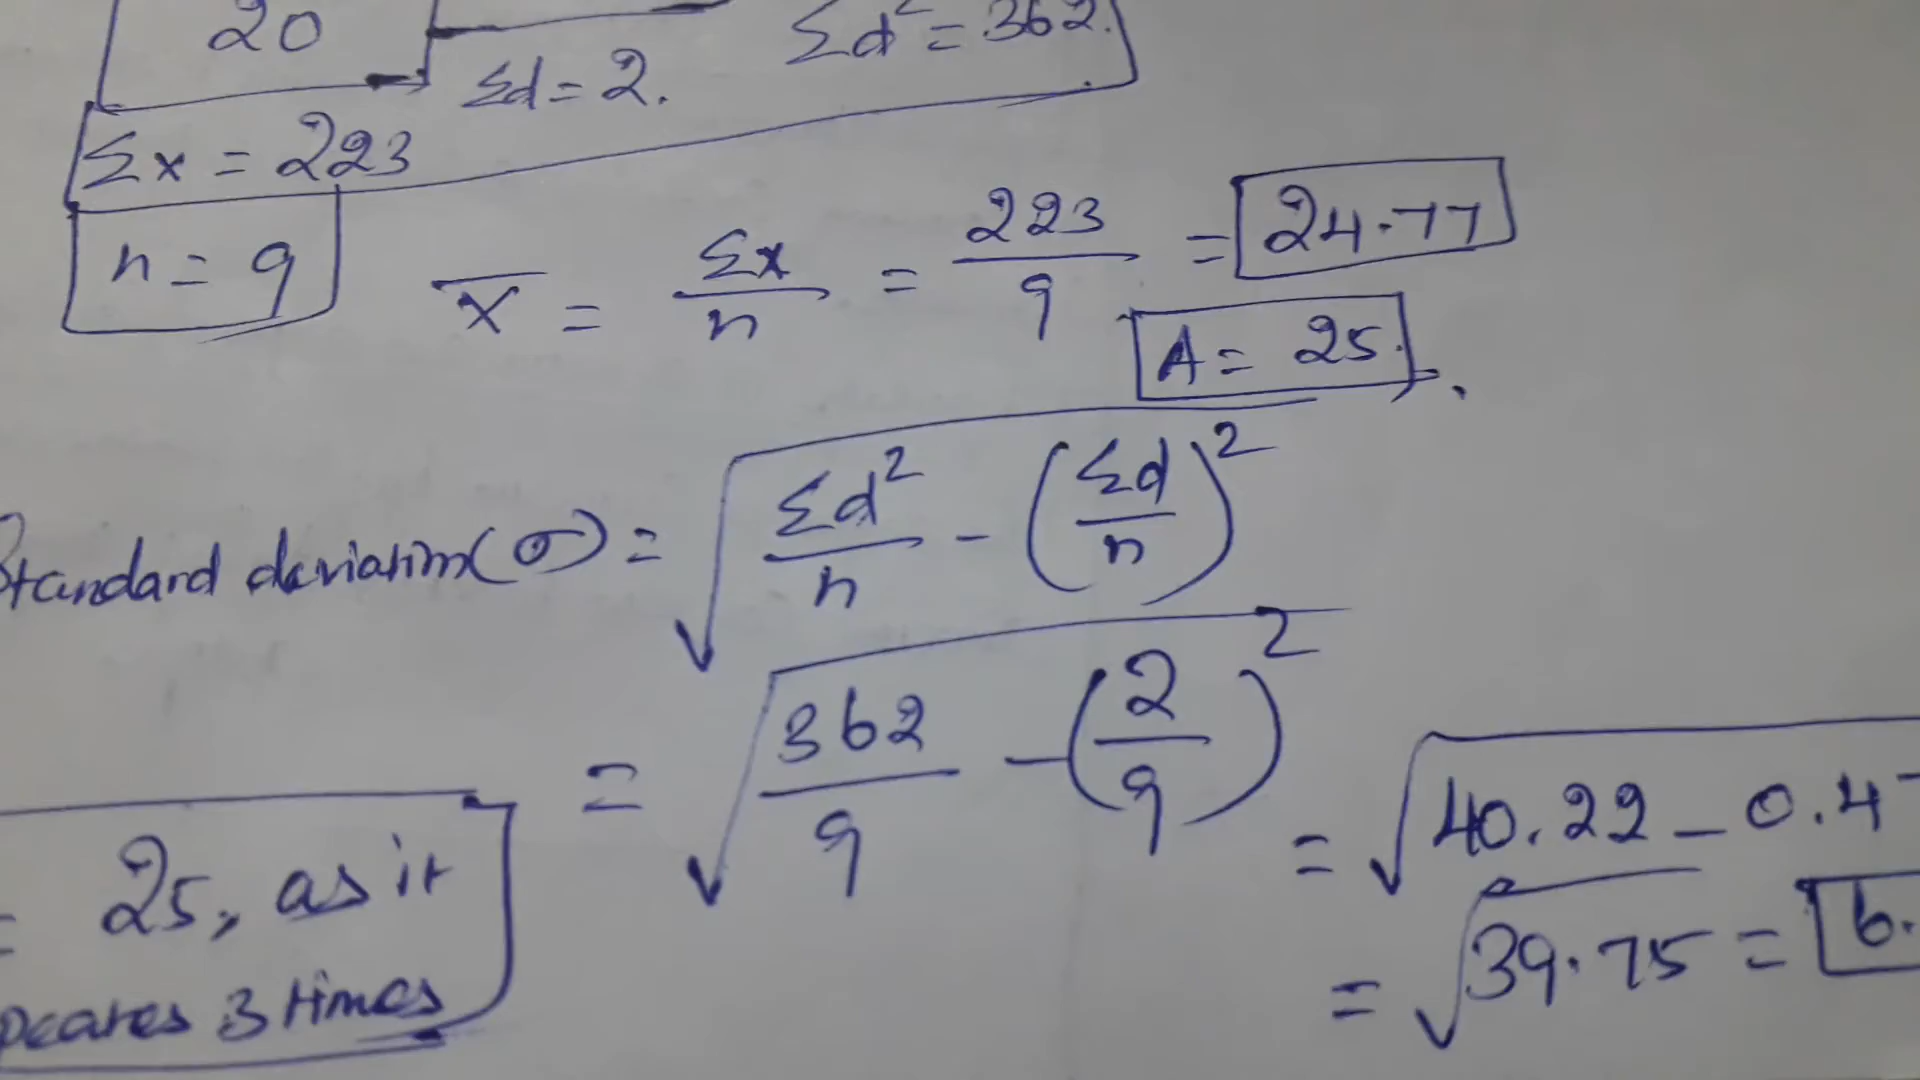 20
Σd = 2.
Σd² = 362.
Σx = 223
n = 9
x̄ = Σx/n = 223/9 = 24.77
A = 25.
Standard deviation (σ) = √(Σd²/n - (Σd/n)²)
= √(362/9 - (2/9)²)
= √(40.22 - 0.4
= √39.75 = 6.
= 25, as it
pears 3 times